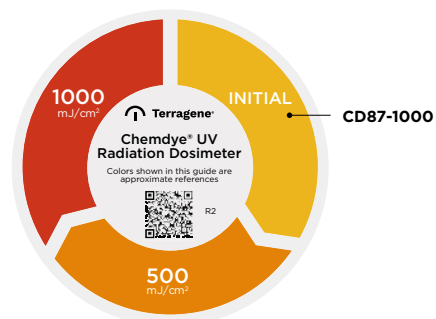 1000
mJ/cm²
INITIAL
CD87-1000
Terragene®
Chemdye® UV
Radiation Dosimeter
Colors shown in this guide are
approximate references
R2
500
mJ/cm²